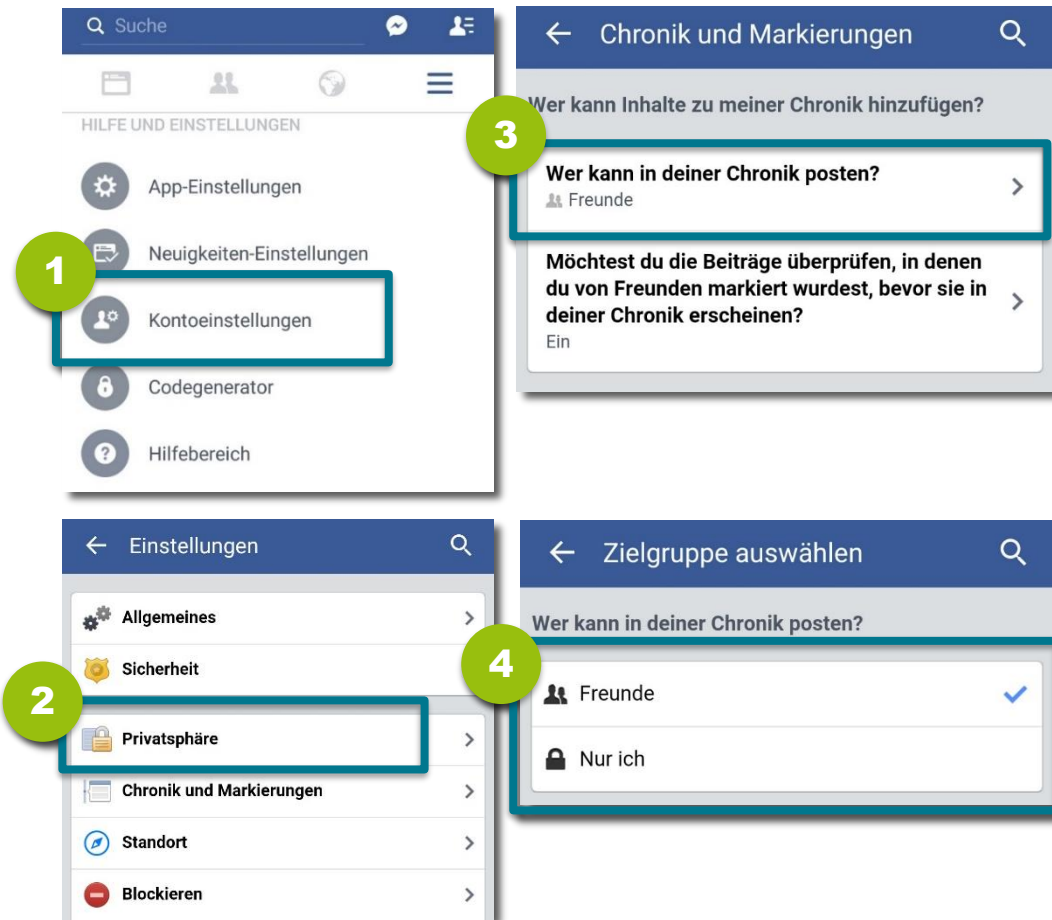 Suche
HILFE UND EINSTELLUNGEN
App-Einstellungen
Neuigkeiten-Einstellungen
1
Kontoeinstellungen
Codegenerator
?
Hilfebereich
Chronik und Markierungen
Wer kann Inhalte zu meiner Chronik hinzufügen?
3
Wer kann in deiner Chronik posten?
Freunde
Möchtest du die Beiträge überprüfen, in denen
du von Freunden markiert wurdest, bevor sie in
deiner Chronik erscheinen?
Ein
Einstellungen
Allgemeines
Sicherheit
2
Privatsphäre
Chronik und Markierungen
Standort
Blockieren
Zielgruppe auswählen
Wer kann in deiner Chronik posten?
4
Freunde
Nur ich